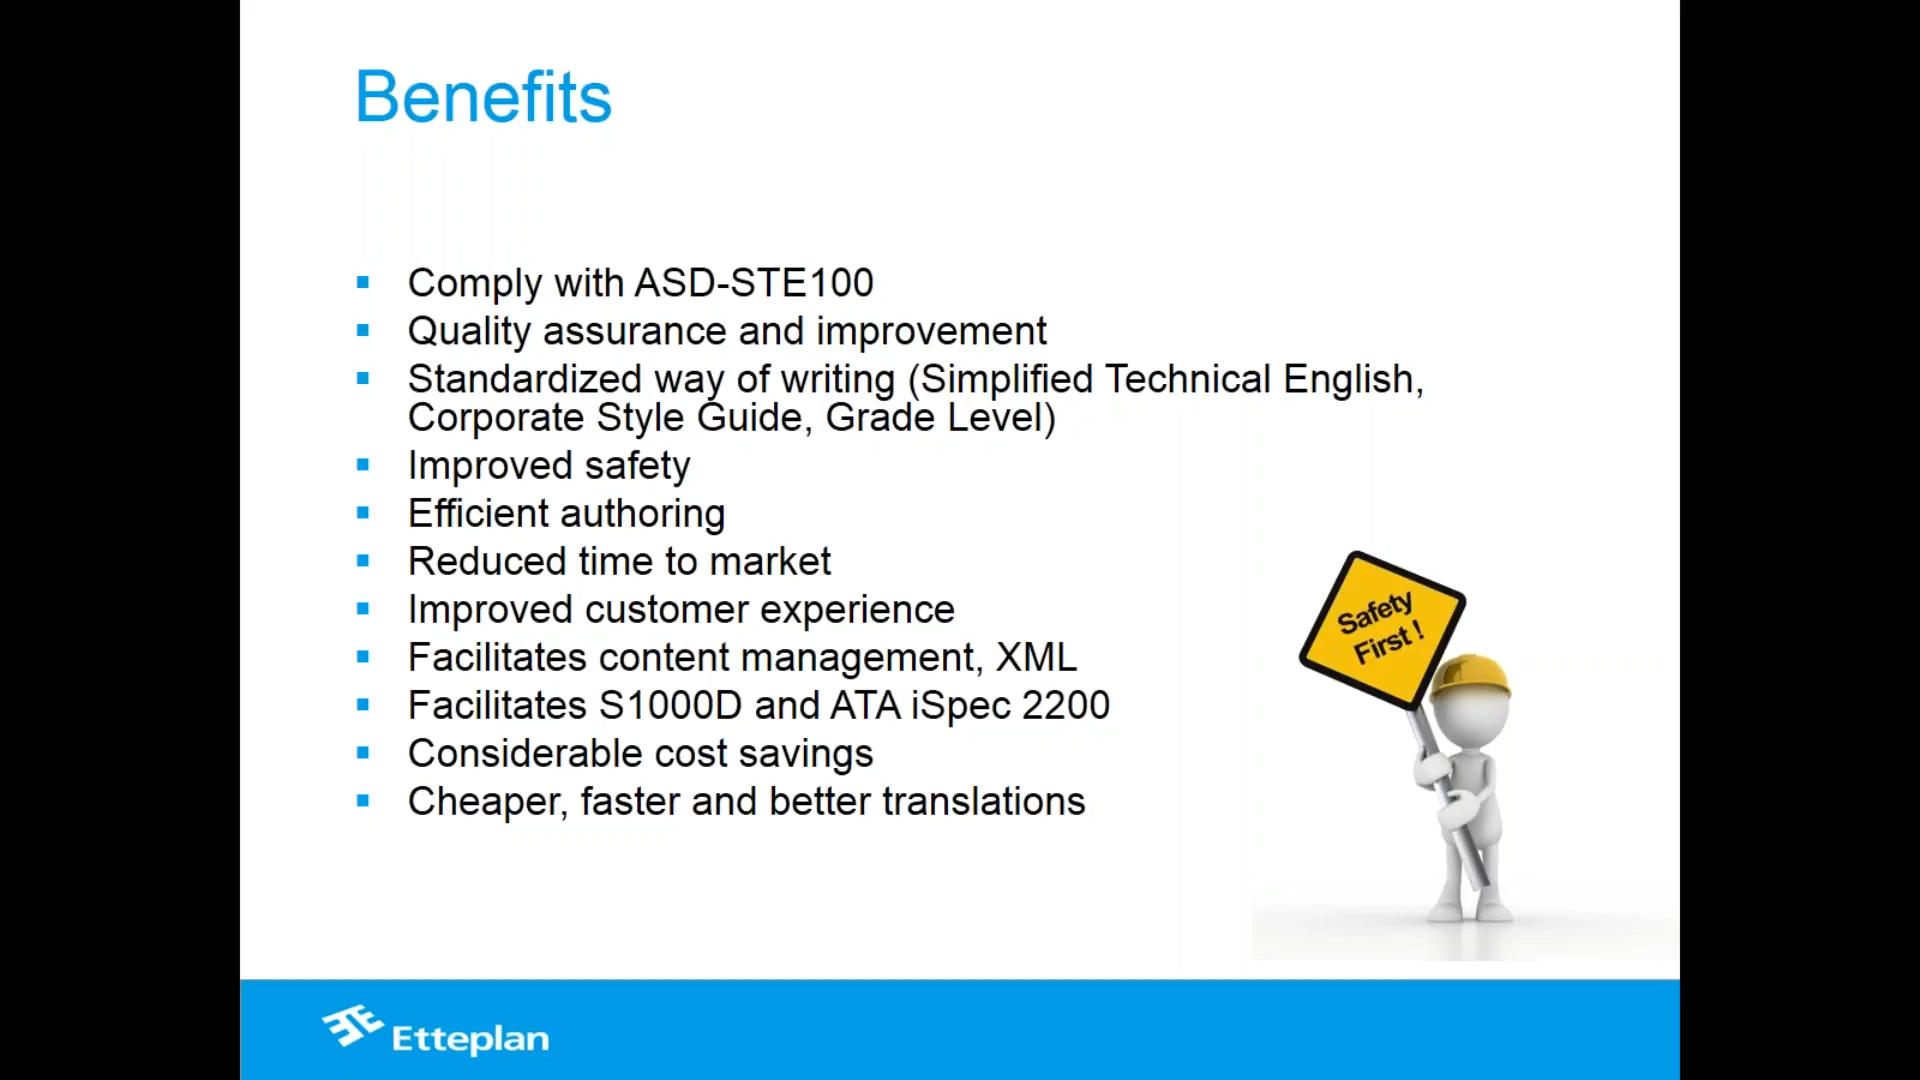 Benefits
Comply with ASD-STE100
Quality assurance and improvement
Standardized way of writing (Simplified Technical English,
Corporate Style Guide, Grade Level)
Improved safety
Efficient authoring
Reduced time to market
Improved customer experience
Facilitates content management, XML
Facilitates S1000D and ATA iSpec 2200
Considerable cost savings
Cheaper, faster and better translations
Safety
First !
Etteplan